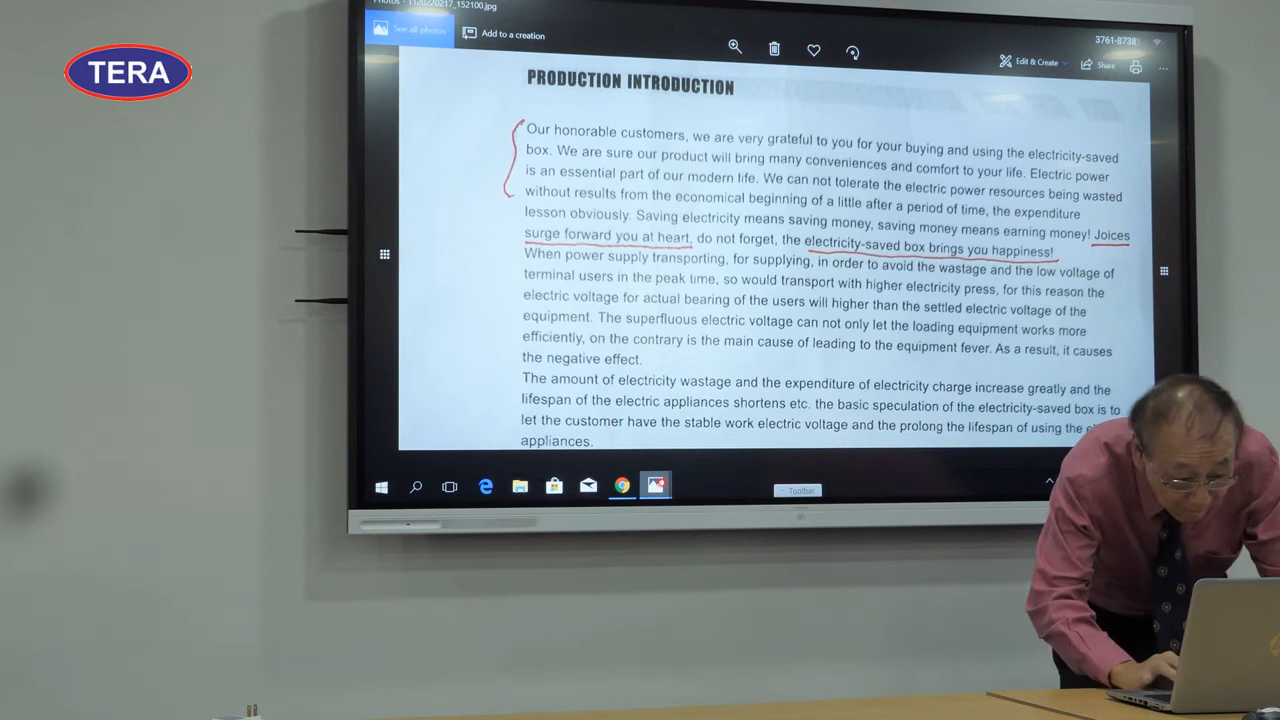 Photos - 1120220217_152100.jpg
TERA
See all photos
Add to a creation
3761-8738
Edit & Create
Share
PRODUCTION INTRODUCTION
Our honorable customers, we are very grateful to you for your buying and using the electricity-saved
box. We are sure our product will bring many conveniences and comfort to your life. Electric power
is an essential part of our modern life. We can not tolerate the electric power resources being wasted
without results from the economical beginning of a little after a period of time, the expenditure
lesson obviously. Saving electricity means saving money, saving money means earning money! Joices
surge forward you at heart, do not forget, the electricity-saved box brings you happiness!
When power supply transporting, for supplying, in order to avoid the wastage and the low voltage of
terminal users in the peak time, so would transport with higher electricity press, for this reason the
electric voltage for actual bearing of the users will higher than the settled electric voltage of the
equipment. The superfluous electric voltage can not only let the loading equipment works more
efficiently, on the contrary is the main cause of leading to the equipment fever. As a result, it causes
the negative effect.
The amount of electricity wastage and the expenditure of electricity charge increase greatly and the
lifespan of the electric appliances shortens etc. the basic speculation of the electricity-saved box is to
let the customer have the stable work electric voltage and the prolong the lifespan of using the
appliances.
Toolbar